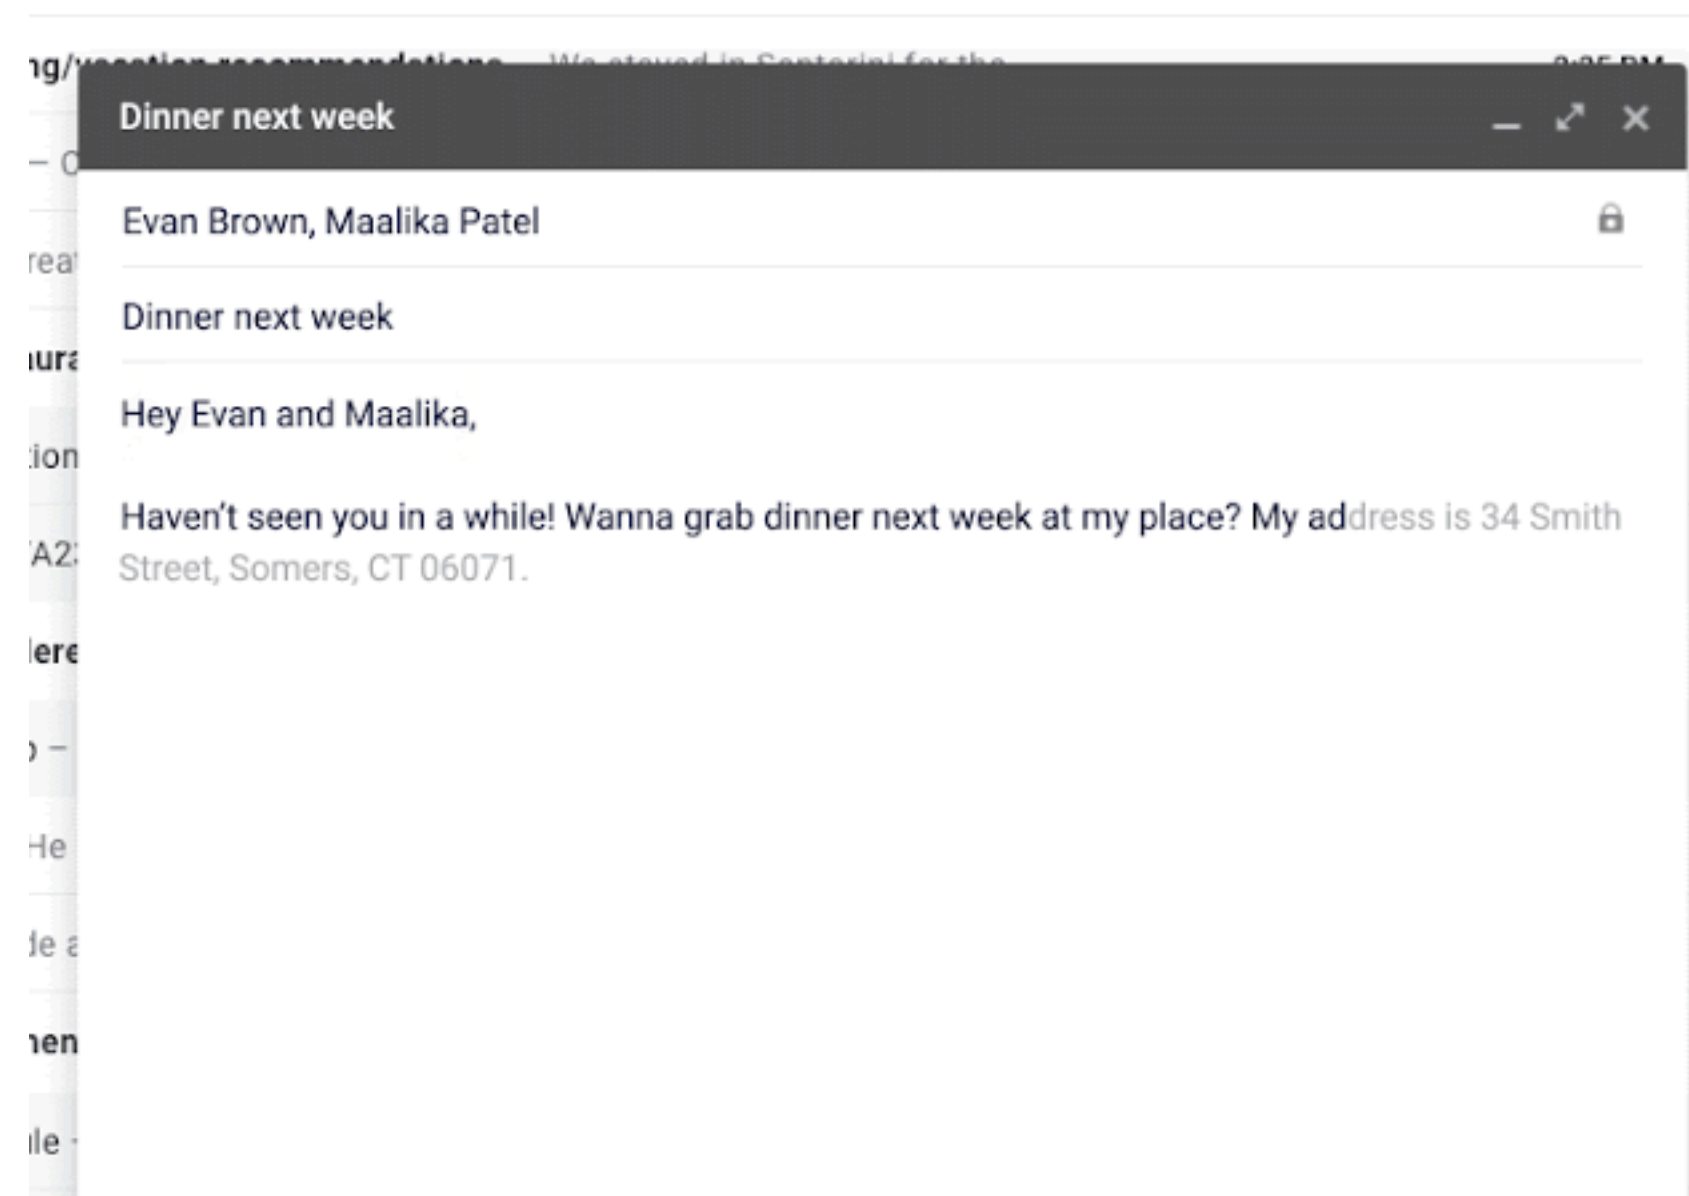 Dinner next week
Evan Brown, Maalika Patel
Dinner next week
Hey Evan and Maalika,
Haven't seen you in a while! Wanna grab dinner next week at my place? My address is 34 Smith
Street, Somers, CT 06071.
He